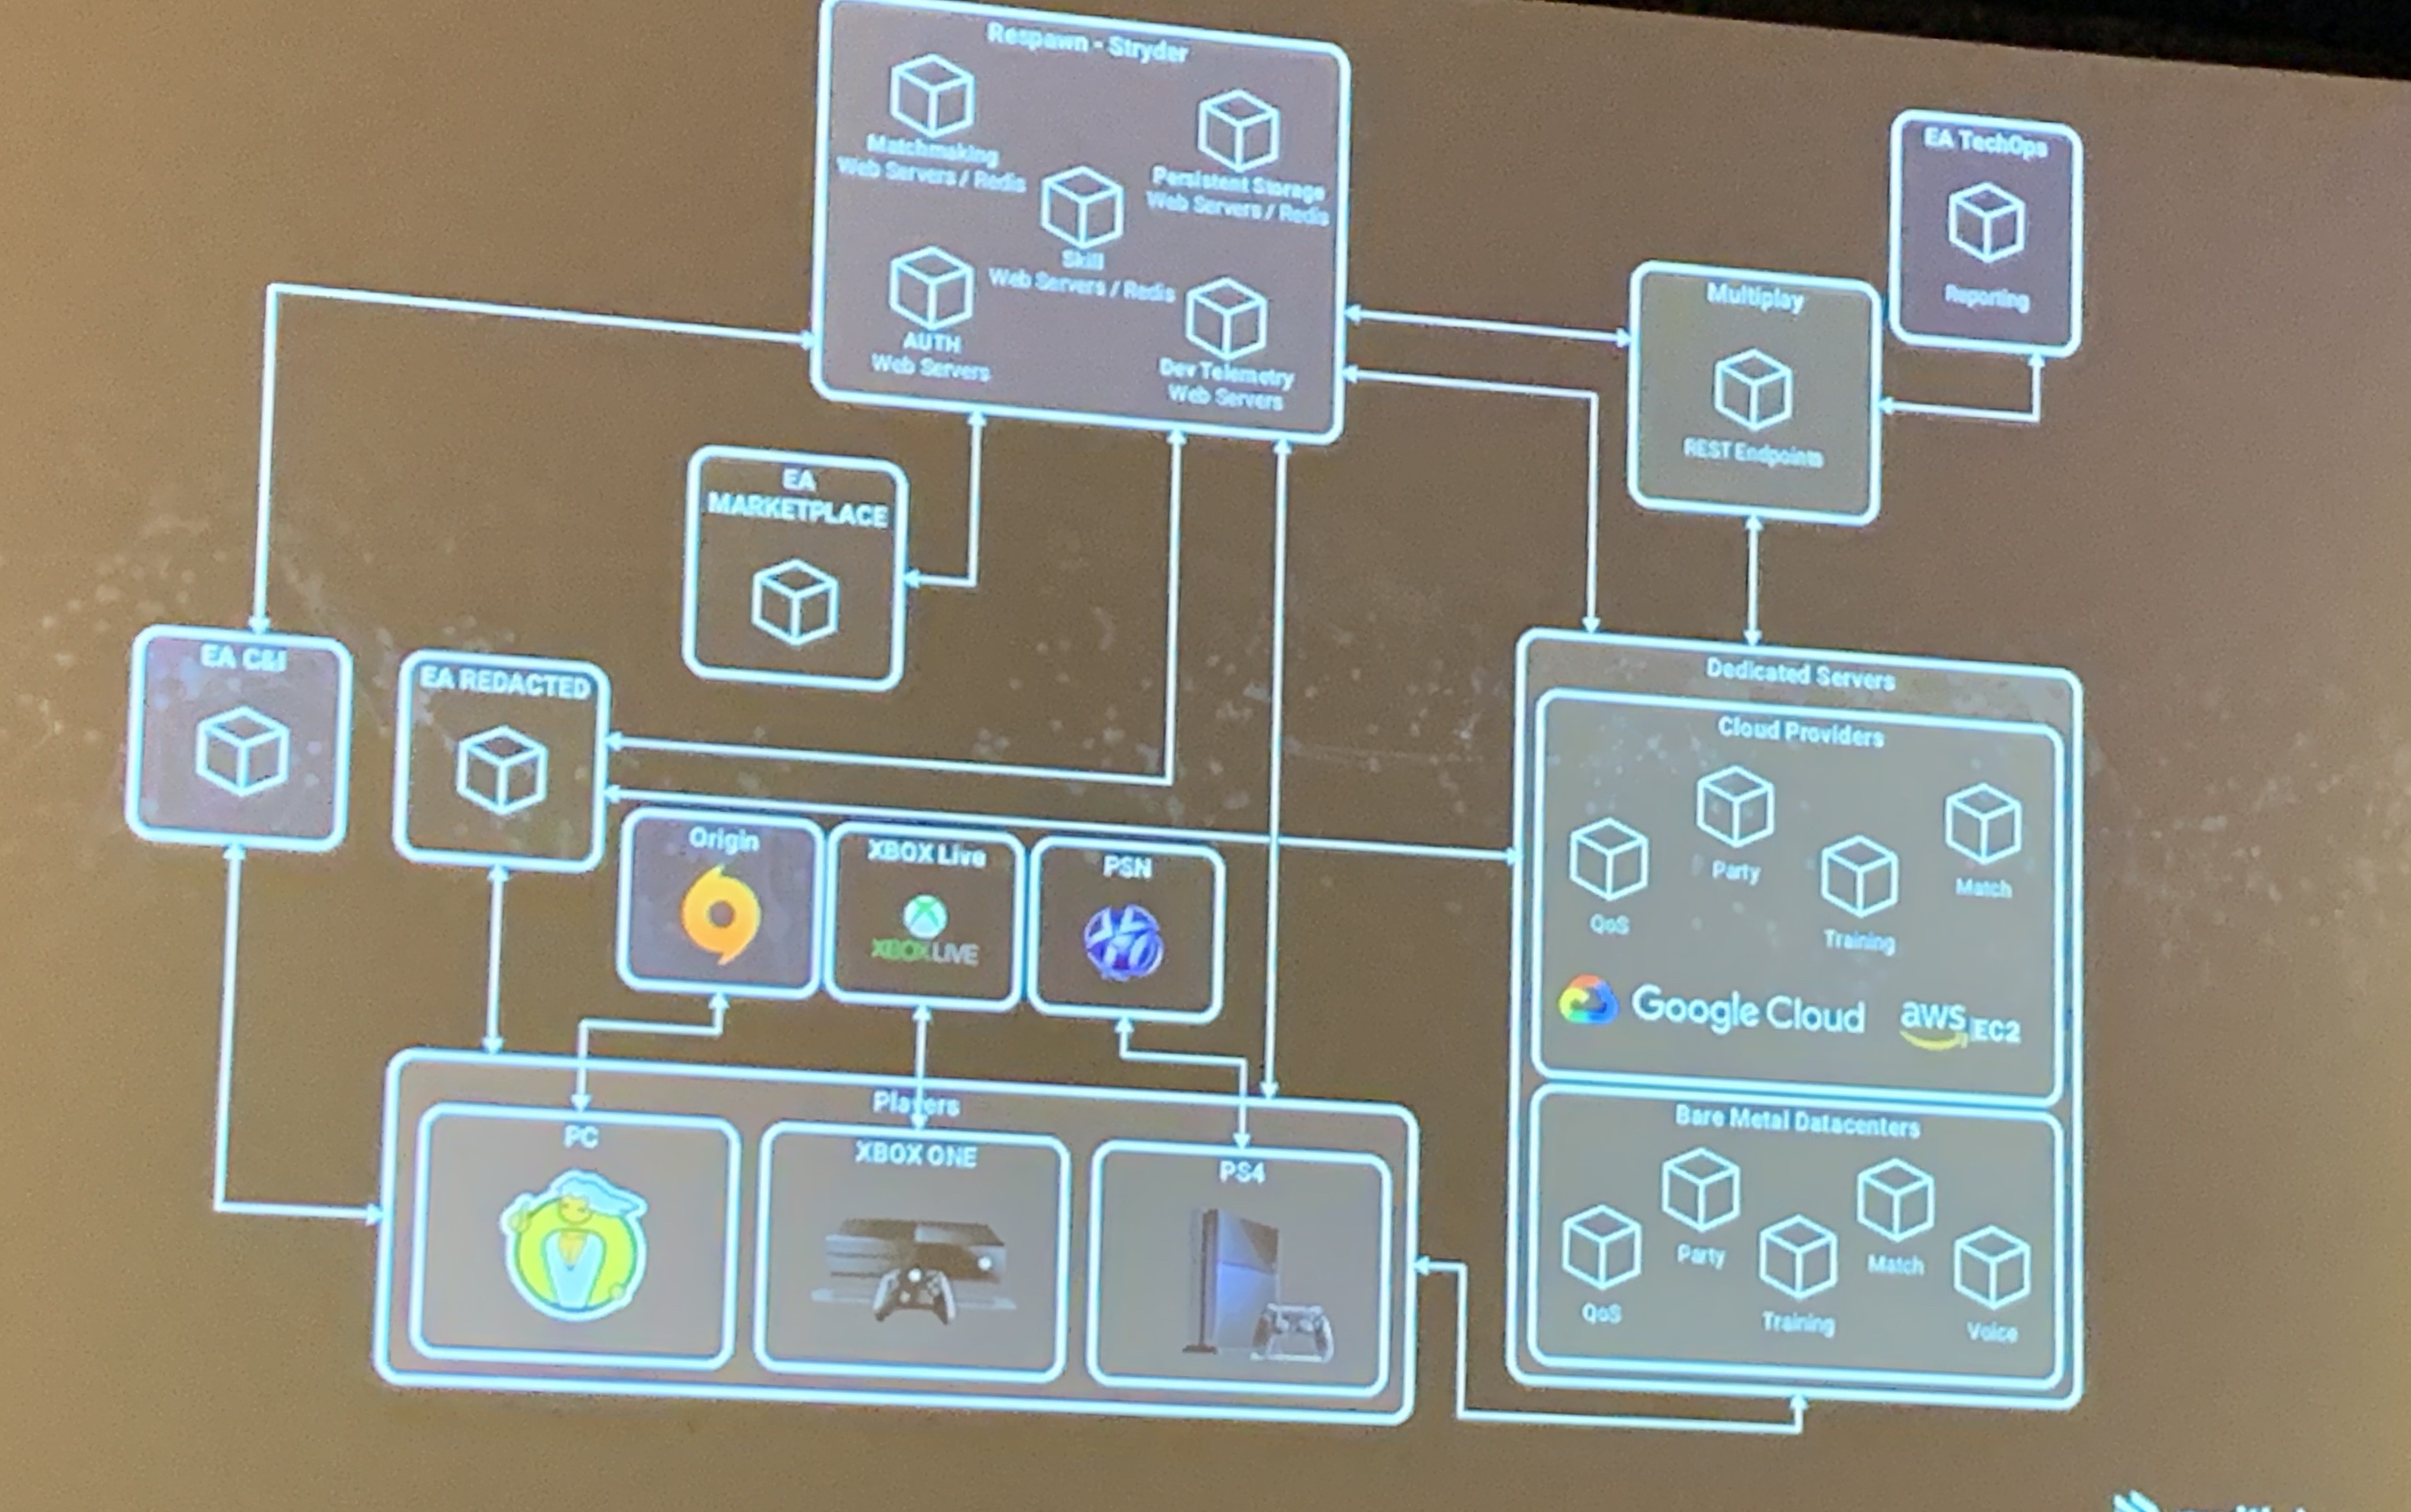 Respawn - Stryder
Matchmaking
Web Servers / Redis
Persistent Storage
Web Servers / Redis
Skill
Web Servers / Redis
AUTH
Web Servers
Dev Telemetry
Web Servers
EA TechOps
Reporting
Multiplay
REST Endpoints
EA
MARKETPLACE
EA C&I
EA REDACTED
Origin
XBOX Live
XBOX LIVE
PSN
Players
PC
XBOX ONE
PS4
Dedicated Servers
Cloud Providers
QoS
Party
Training
Match
Google Cloud
aws EC2
Bare Metal Datacenters
QoS
Party
Training
Match
Voice